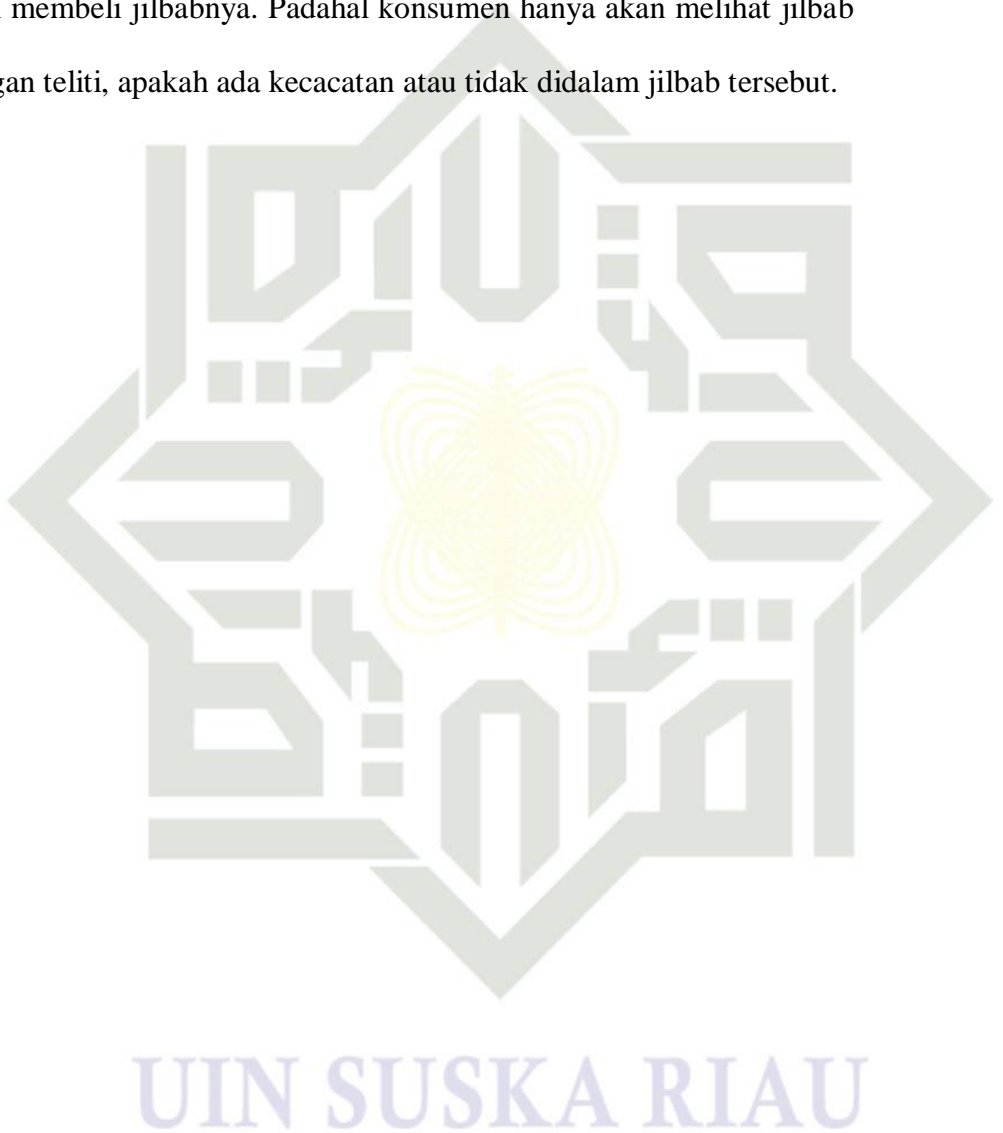 membeli jilbabnya. Padahal konsumen hanya akan melihat jilbab
teliti, apakah ada kecacatan atau tidak didalam jilbab tersebut.
UIN SUSKA RIAU